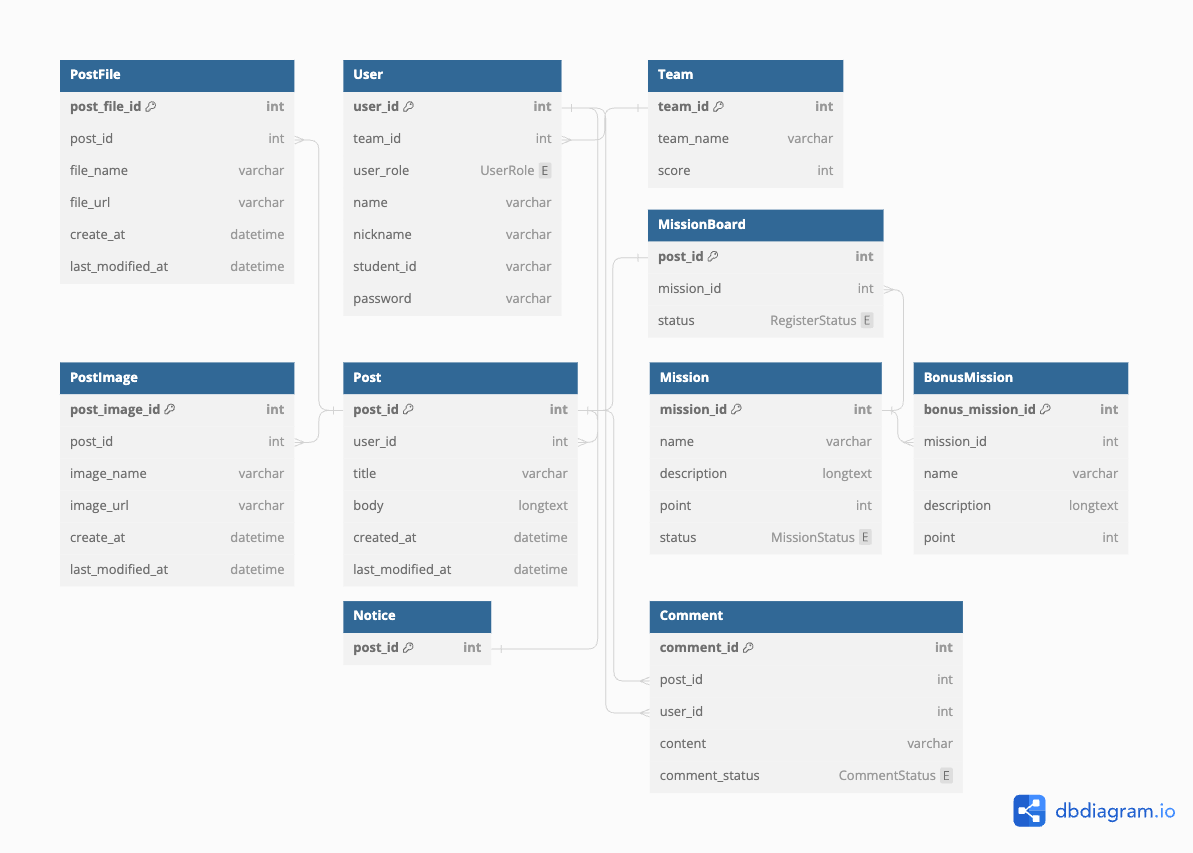 PostFile
post_file_id int
post_id int
file_name varchar
file_url varchar
create_at datetime
last_modified_at datetime
User
user_id int
team_id int
user_role UserRole E
name varchar
nickname varchar
student_id varchar
password varchar
Team
team_id int
team_name varchar
score int
MissionBoard
post_id int
mission_id int
status RegisterStatus E
PostImage
post_image_id int
post_id int
image_name varchar
image_url varchar
create_at datetime
last_modified_at datetime
Post
post_id int
user_id int
title varchar
body longtext
created_at datetime
last_modified_at datetime
Mission
mission_id int
name varchar
description longtext
point int
status MissionStatus E
BonusMission
bonus_mission_id int
mission_id int
name varchar
description longtext
point int
Notice
post_id int
Comment
comment_id int
post_id int
user_id int
content varchar
comment_status CommentStatus E
dbdiagram.io